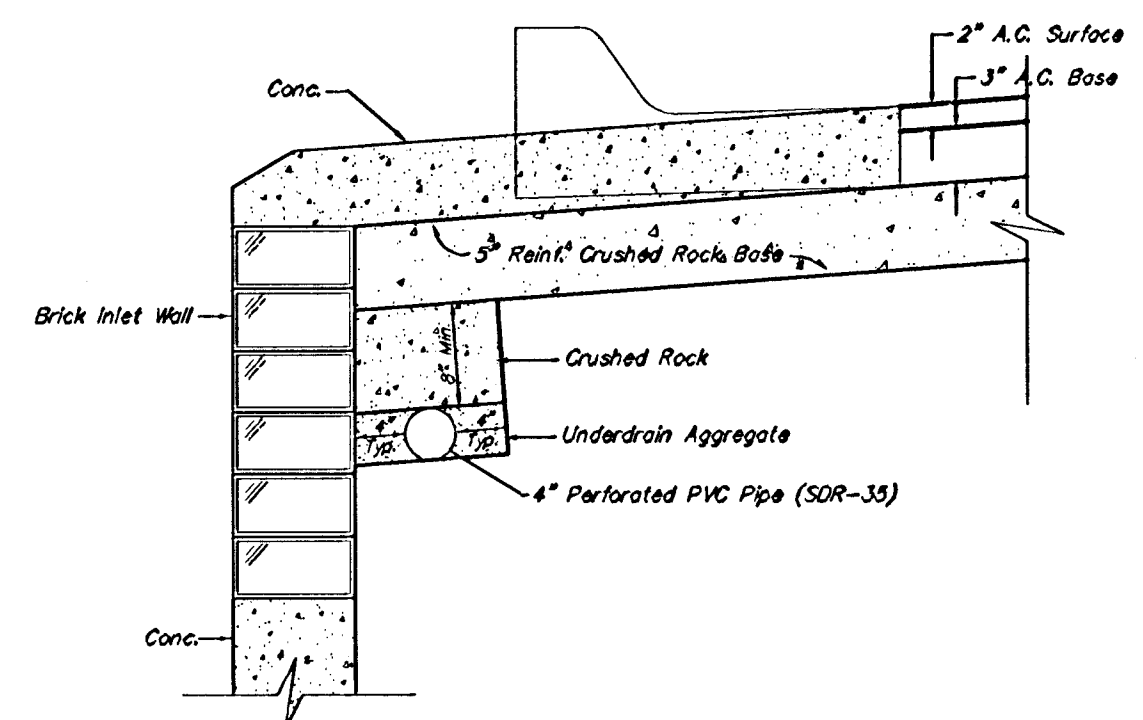 2" A.C. Surface
3" A.C. Base
Conc.
5" Reinf. Crushed Rock Base
Brick Inlet Wall
8" Min.
Crushed Rock
4" Typ.
4" Typ.
Underdrain Aggregate
4" Perforated PVC Pipe (SDR-35)
Conc.